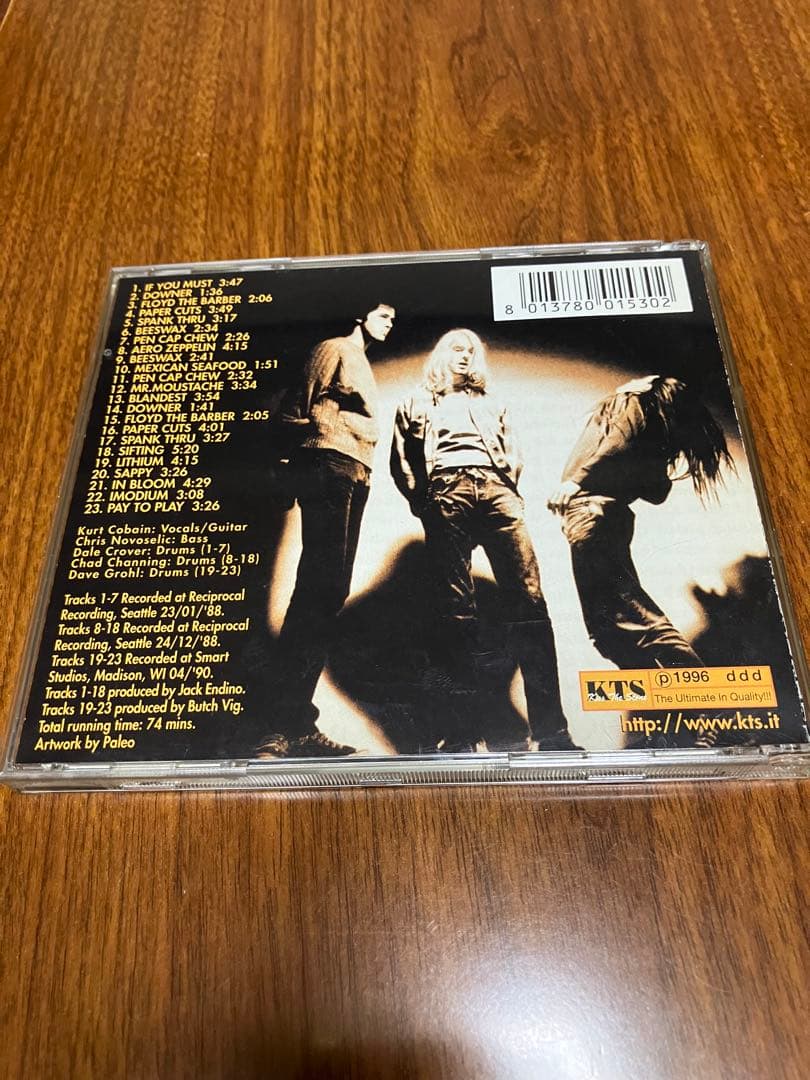 1. IF YOU MUST 3:47
2. DOWNER 1:36
3. FLOYD THE BARBER 2:06
4. PAPER CUTS 3:49
5. SPANK THRU 3:17
6. BEESWAX 2:34
7. PEN CAP CHEW 2:26
8. AERO ZEPPELIN 4:15
9. BEESWAX 2:41
10. MEXICAN SEAFOOD 1:51
11. PEN CAP CHEW 2:32
12. MR.MOUSTACHE 3:34
13. BLANDEST 3:54
14. DOWNER 1:41
15. FLOYD THE BARBER 2:05
16. PAPER CUTS 4:01
17. SPANK THRU 3:27
18. SIFTING 5:20
19. LITHIUM 4:15
20. SAPPY 3:26
21. IN BLOOM 4:29
22. IMODIUM 3:08
23. PAY TO PLAY 3:26
Kurt Cobain: Vocals/Guitar
Chris Novoselic: Bass
Dale Crover: Drums (1-7)
Chad Channing: Drums (8-18)
Dave Grohl: Drums (19-23)
Tracks 1-7 Recorded at Reciprocal
Recording, Seattle 23/01/'88.
Tracks 8-18 Recorded at Reciprocal
Recording, Seattle 24/12/'88.
Tracks 19-23 Recorded at Smart
Studios, Madison, WI 04/'90.
Tracks 1-18 produced by Jack Endino.
Tracks 19-23 produced by Butch Vig.
Total running time: 74 mins.
Artwork by Paleo
8 013780 015302
KTS
Kiss The Stone
℗1996 ddd
The Ultimate In Quality!!!
http://www.kts.it